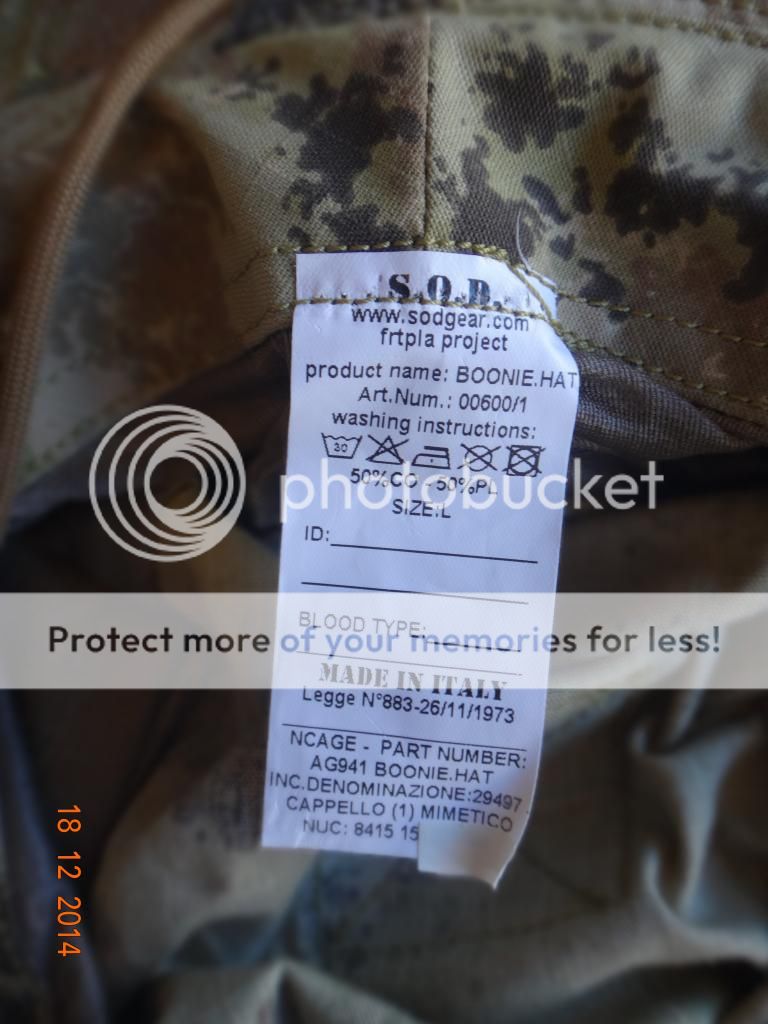 S.O.D.
www.sodgear.com
frtpla project
product name: BOONIE.HAT
Art.Num.: 00600/1
washing instructions:
30
50%CO - 50%PL
SIZE:L
ID:
BLOOD TYPE:
MADE IN ITALY
Legge N°883-26/11/1973
NCAGE - PART NUMBER:
AG941 BOONIE.HAT
INC.DENOMINAZIONE:29497
CAPPELLO (1) MIMETICO
NUC: 8415 15
photobucket
Protect more of your memories for less!
18 12 2014